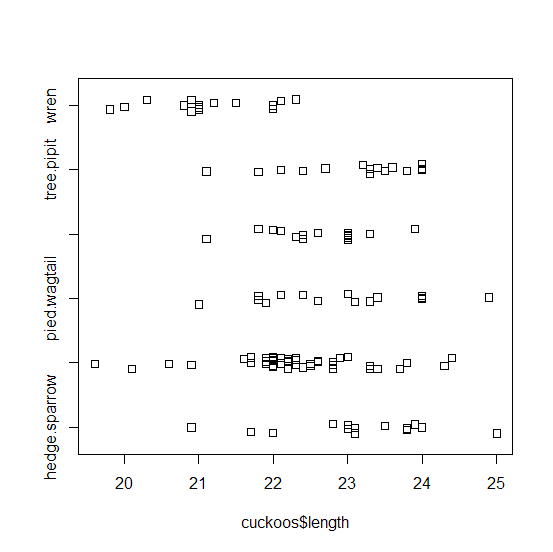 wren
tree.pipit
pied.wagtail
hedge.sparrow
20 21 22 23 24 25
cuckoos$length